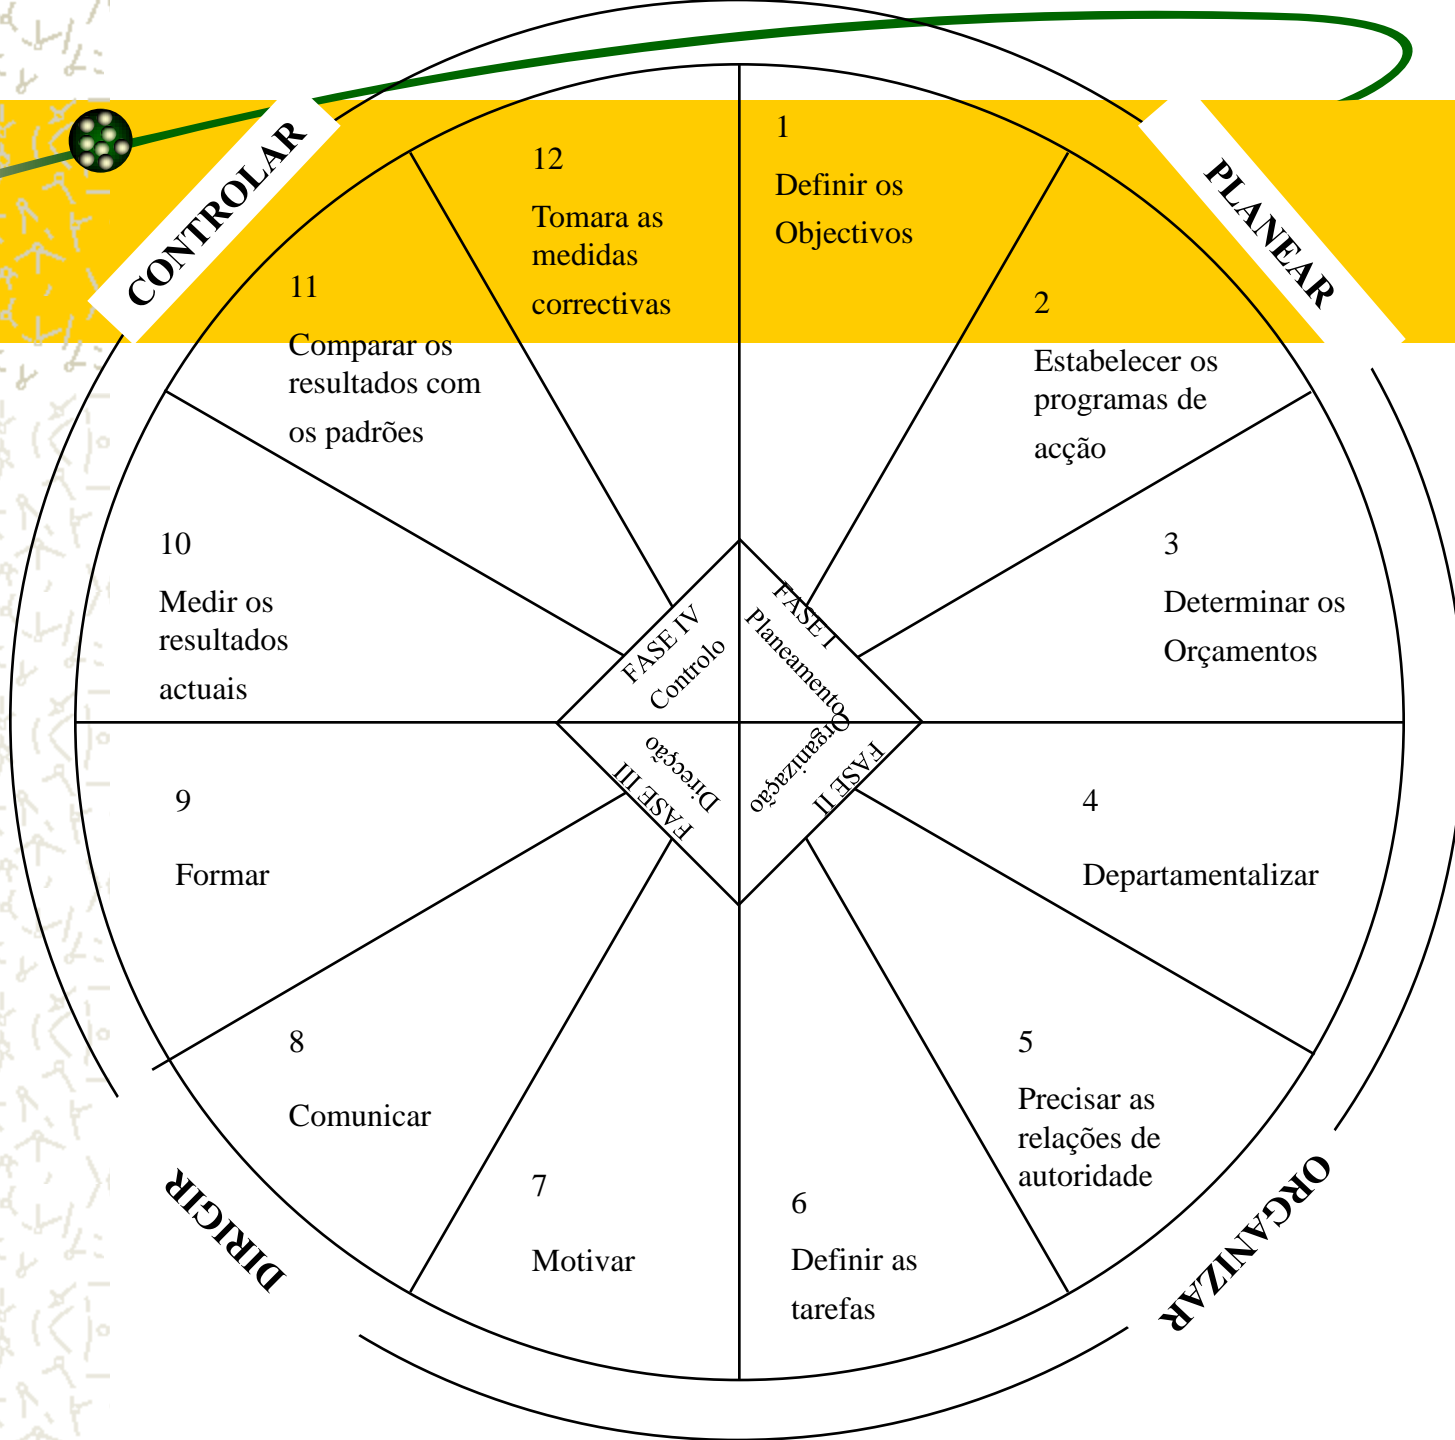 CONTROLAR
PLANEAR
1
Definir os
Objectivos
2
Estabelecer os
programas de
acção
3
Determinar os
Orçamentos
4
Departamentalizar
5
Precisar as
relações de
autoridade
6
Definir as
tarefas
7
Motivar
8
Comunicar
9
Formar
10
Medir os
resultados
actuais
11
Comparar os
resultados com
os padrões
12
Tomara as
medidas
correctivas
FASE I
Planeamento
FASE II
Organização
FASE III
Direcção
FASE IV
Controlo
ORGANIZAR
DIRIGIR